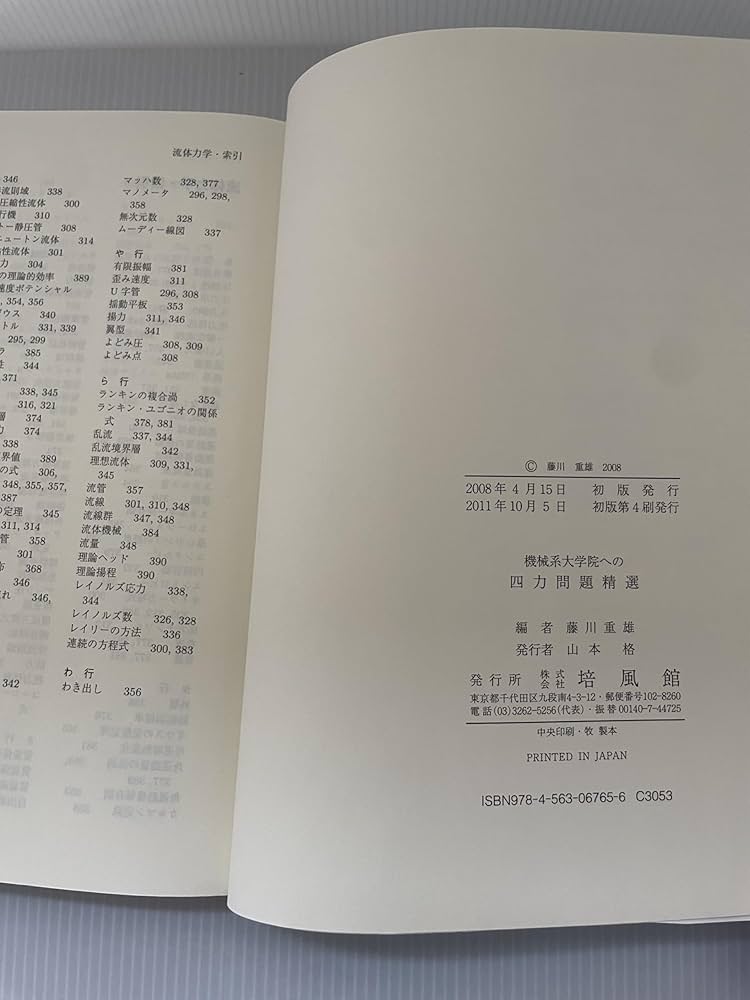 流体力学・索引
346
流則域 338
圧縮性流体 300
行機 310
トー静圧管 308
ニュートン流体 314
性流体 301
力 304
の理論的効率 389
速度ポテンシャル
, 354, 356
ウス 340
トル 331, 339
295, 299
ラ 385
性 344
371
338, 345
316, 321
層 374
力 374
338
界値 389
の式 306,
348, 355, 357,
387
の定理 345
311, 314
管 358
301
布 368
346
れ 346,
342
マッハ数 328, 377
マノメータ 296, 298,
358
無次元数 328
ムーディー線図 337
や 行
有限振幅 381
歪み速度 311
U字管 296, 308
揺動平板 353
揚力 311, 346
翼型 341
よどみ圧 308, 309
よどみ点 308
ら 行
ランキンの複合渦 352
ランキン・ユゴニオの関係
式 378, 381
乱流 337, 344
乱流境界層 342
理想流体 309, 331,
345
流管 357
流線 301, 310, 348
流線群 347, 348
流体機械 384
流量 348
理論ヘッド 390
理論揚程 390
レイノルズ応力 338,
344
レイノルズ数 326, 328
レイリーの方法 336
連続の方程式 300, 383
わ 行
わき出し 356
© 藤川 重雄 2008
2008年4月15日 初版発行
2011年10月5日 初版第4刷発行
機械系大学院への
四力問題精選
編者 藤川重雄
発行者 山本 格
発行所 株式会社 培風館
東京都千代田区九段南4-3-12・郵便番号102-8260
電話(03)3262-5256(代表)・振替00140-7-44725
中央印刷・牧 製本
PRINTED IN JAPAN
ISBN978-4-563-06765-6 C3053